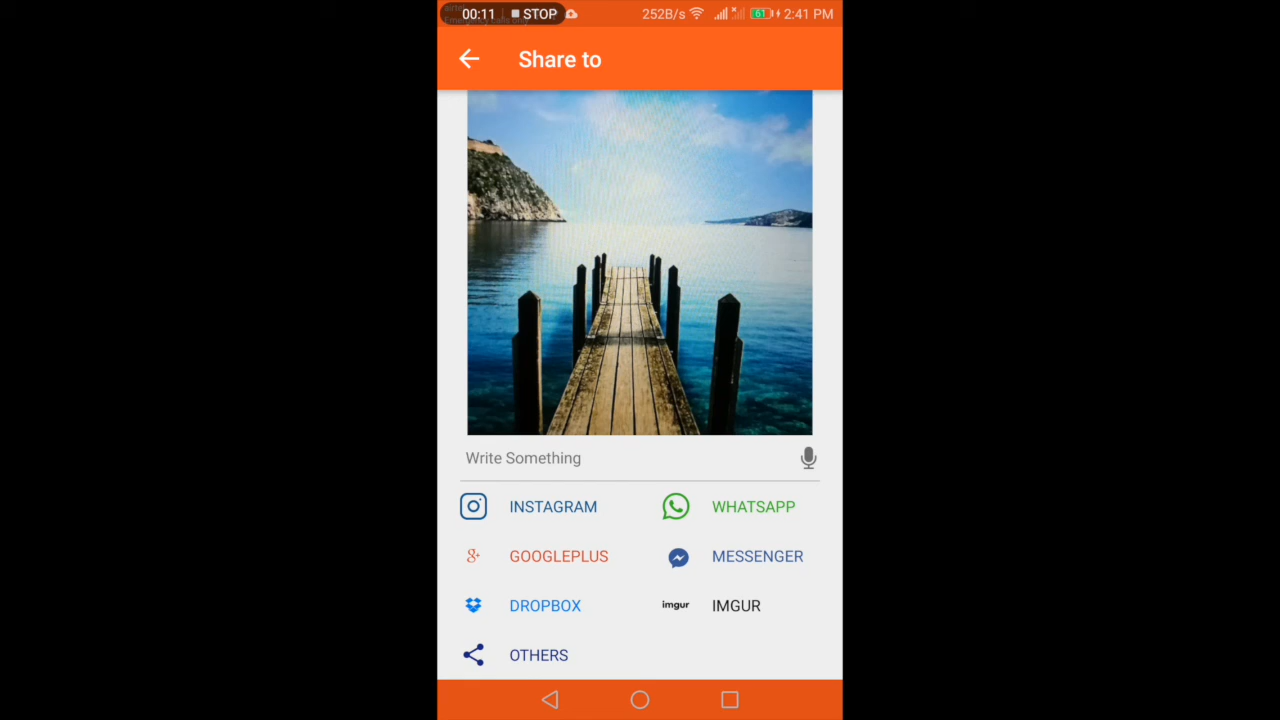 00:11 STOP 252B/s 61 2:41 PM
Share to
Write Something
INSTAGRAM WHATSAPP
g+ GOOGLEPLUS MESSENGER
DROPBOX imgur IMGUR
OTHERS